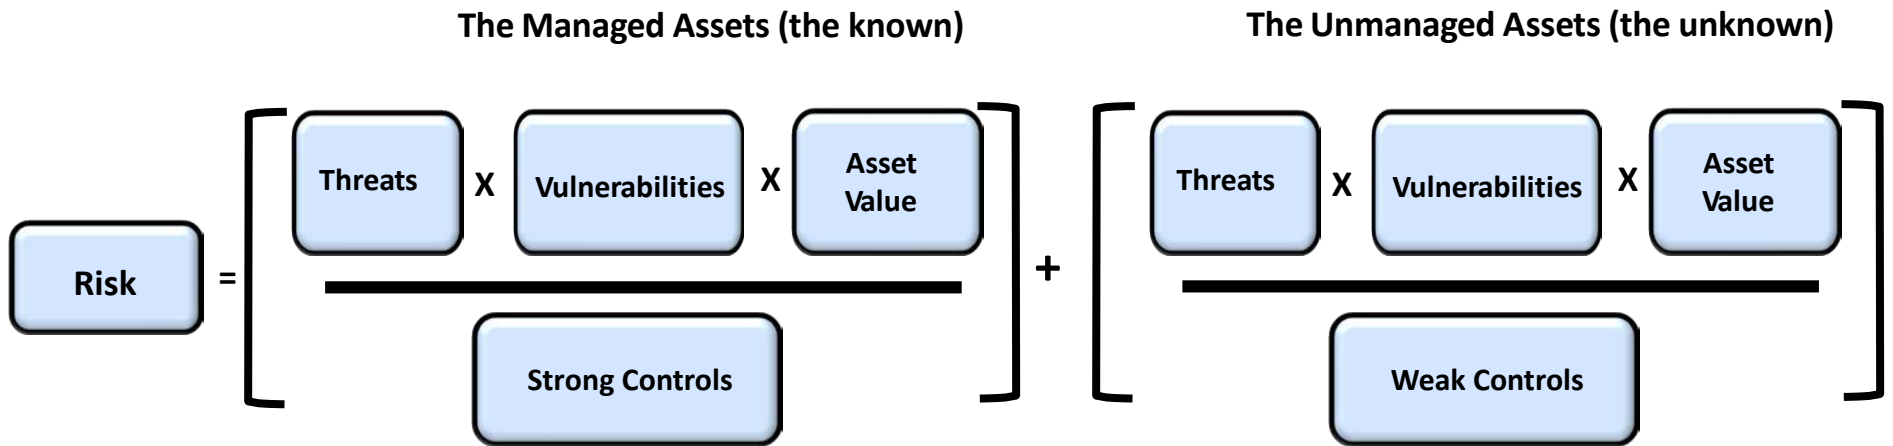 The Managed Assets (the known)
The Unmanaged Assets (the unknown)
Threats X Vulnerabilities X Asset Value
Risk = + 
Strong Controls
Threats X Vulnerabilities X Asset Value
Weak Controls